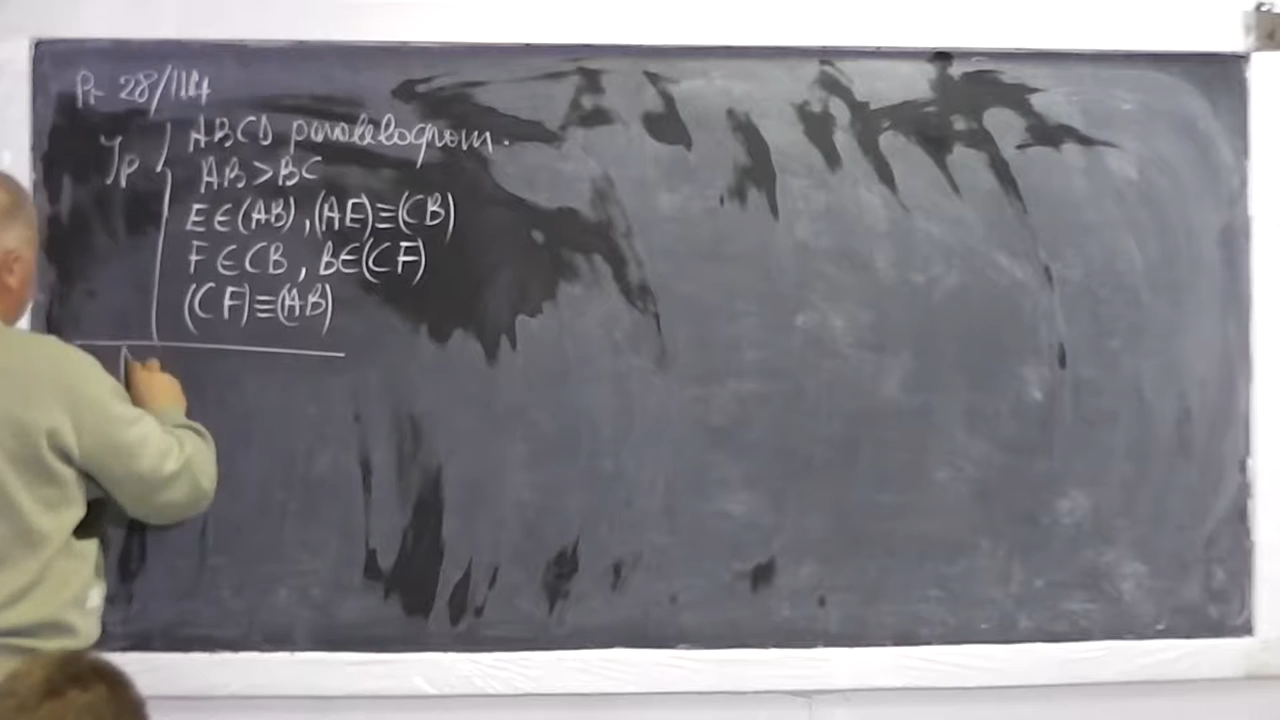 Pr 28/114
Ip ABCD paralelogram.
AB>BC
E∈(AB), (AE)≡(CB)
F∈CB, B∈(CF)
(CF)≡(AB)